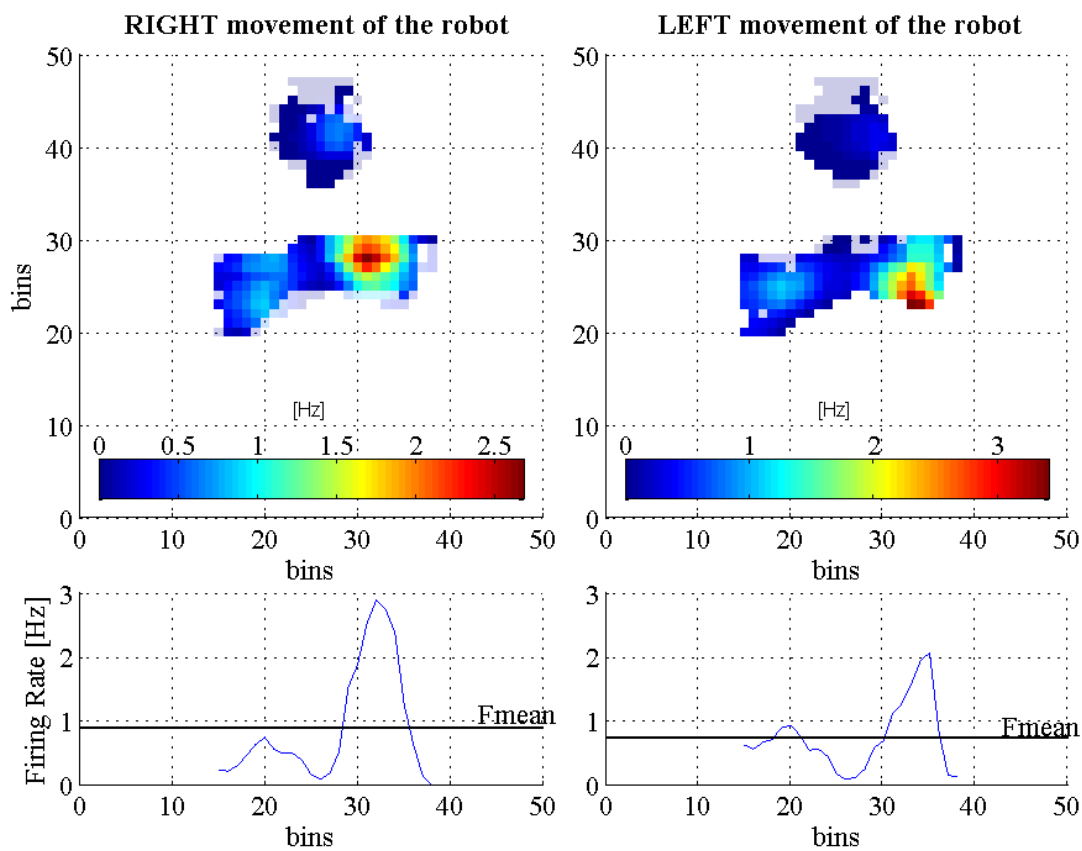 RIGHT movement of the robot
LEFT movement of the robot
50
40
30
20
10
0
bins
[Hz]
0 0.5 1 1.5 2 2.5
0 10 20 30 40 50
bins
50
40
30
20
10
0
[Hz]
0 1 2 3
0 10 20 30 40 50
bins
3
2
1
0
Firing Rate [Hz]
Fmean
0 10 20 30 40 50
bins
3
2
1
0
Fmean
0 10 20 30 40 50
bins